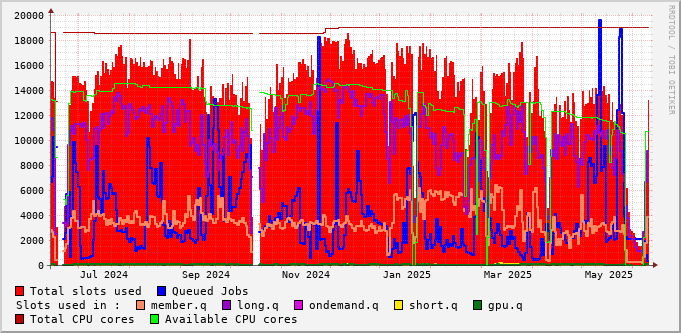 20000
18000
16000
14000
12000
10000
8000
6000
4000
2000
0
Jul 2024 Sep 2024 Nov 2024 Jan 2025 Mar 2025 May 2025
RRDTOOL / TOBI OETIKER
Total slots used Queued Jobs
Slots used in : member.q long.q ondemand.q short.q gpu.q
Total CPU cores Available CPU cores